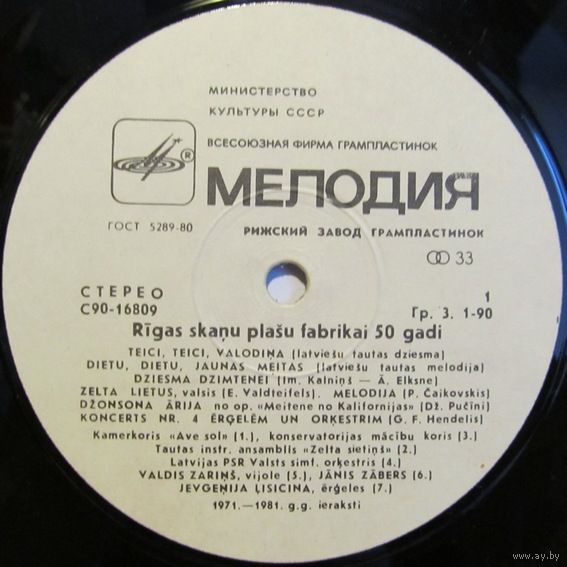 МИНИСТЕРСТВО
КУЛЬТУРЫ СССР
ВСЕСОЮЗНАЯ ФИРМА ГРАМПЛАСТИНОК
МЕЛОДИЯ
ГОСТ 5289-80
РИЖСКИЙ ЗАВОД ГРАМПЛАСТИНОК
33
СТЕРЕО
1
С90-16809
Гр. 3. 1-90
Rīgas skaņu plašu fabrikai 50 gadi
TEICI, TEICI, VALODIŅA (latviešu tautas dziesma)
DIETU, DIETU, JAUNAS MEITAS (latviešu tautas melodija)
DZIESMA DZIMTENEI (Im. Kalniņš — Ā. Elksne)
ZELTA LIETUS, valsis (E. Valdteifels). MELODIJA (P. Čaikovskis)
DŽONSONA ĀRIJA no op. «Meitene no Kalifornijas» (Dž. Pučīni)
KONCERTS NR. 4 ĒRĢELĒM UN ORĶESTRIM (G. F. Hendelis)
Kamerkoris «Ave sol» (1.), konservatorijas mācību koris (3.)
Tautas instr. ansamblis «Zelta sietiņš» (2.)
Latvijas PSR Valsts simf. orķestris (4.)
VALDIS ZARIŅŠ, vijole (5.), JĀNIS ZĀBERS (6.)
JEVGEŅIJA LISICINA, ērģeles (7.)
1971.—1981. g.g. ieraksti
www.ay.by